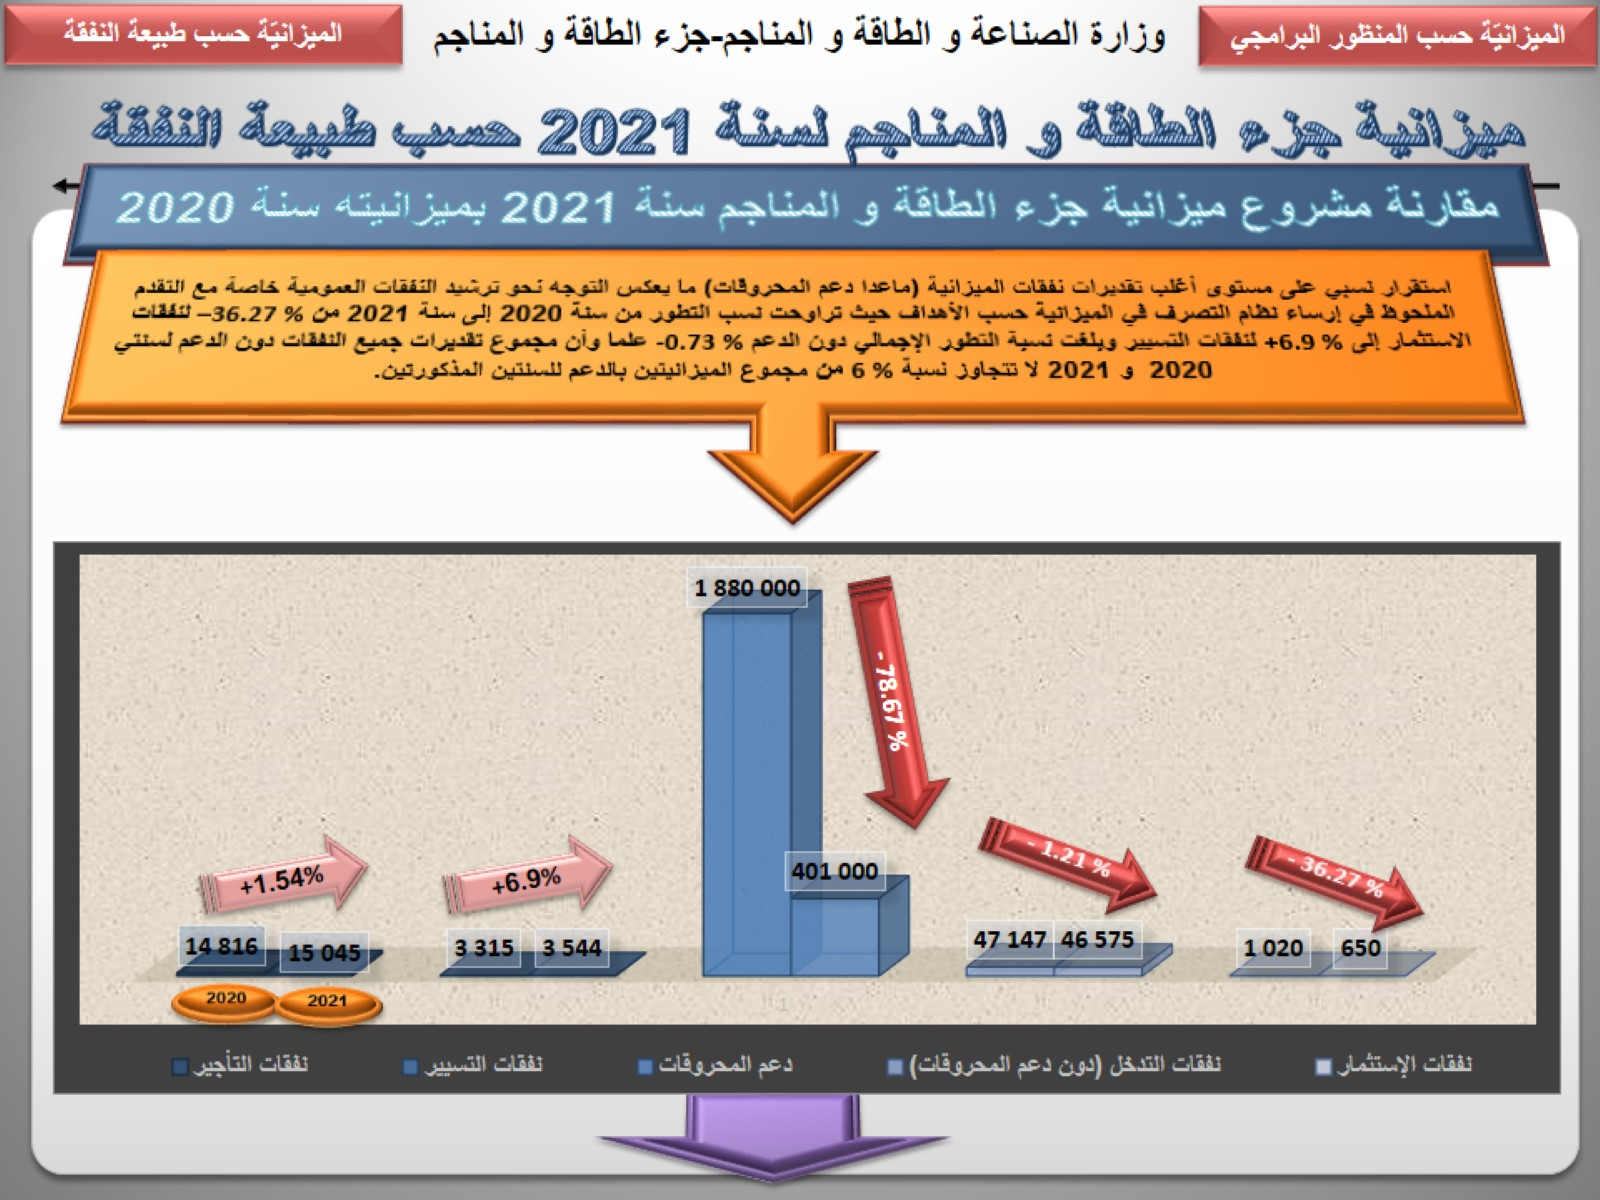 الميزانيّة حسب المنظور البرامجي
وزارة الصناعة و الطاقة و المناجم-جزء الطاقة و المناجم
الميزانيّة حسب طبيعة النفقة
ميزانية جزء الطاقة و المناجم لسنة 2021 حسب طبيعة النفقة
مقارنة مشروع ميزانية جزء الطاقة و المناجم سنة 2021 بميزانيته سنة 2020
استقرار نسبي على مستوى أغلب تقديرات نفقات الميزانية (ماعدا دعم المحروقات) ما يعكس التوجه نحو ترشيد النفقات العمومية خاصة مع التقدم
الملحوظ في إرساء نظام التصرف في الميزانية حسب الأهداف حيث تراوحت نسب التطور من سنة 2020 إلى سنة 2021 من % 36.27– لنفقات
الاستثمار إلى % 6.9+ لنفقات التسيير وبلغت نسبة التطور الإجمالي دون الدعم % 0.73- علما وأن مجموع تقديرات جميع النفقات دون الدعم لسنتي
2020 و 2021 لا تتجاوز نسبة % 6 من مجموع الميزانيتين بالدعم للسنتين المذكورتين.
1 880 000
- 78.67 %
401 000
+1.54%
+6.9%
- 1.21 %
- 36.27 %
14 816
15 045
3 315
3 544
47 147
46 575
1 020
650
2020
2021
1
نفقات التأجير
نفقات التسيير
دعم المحروقات
نفقات التدخل (دون دعم المحروقات)
نفقات الإستثمار